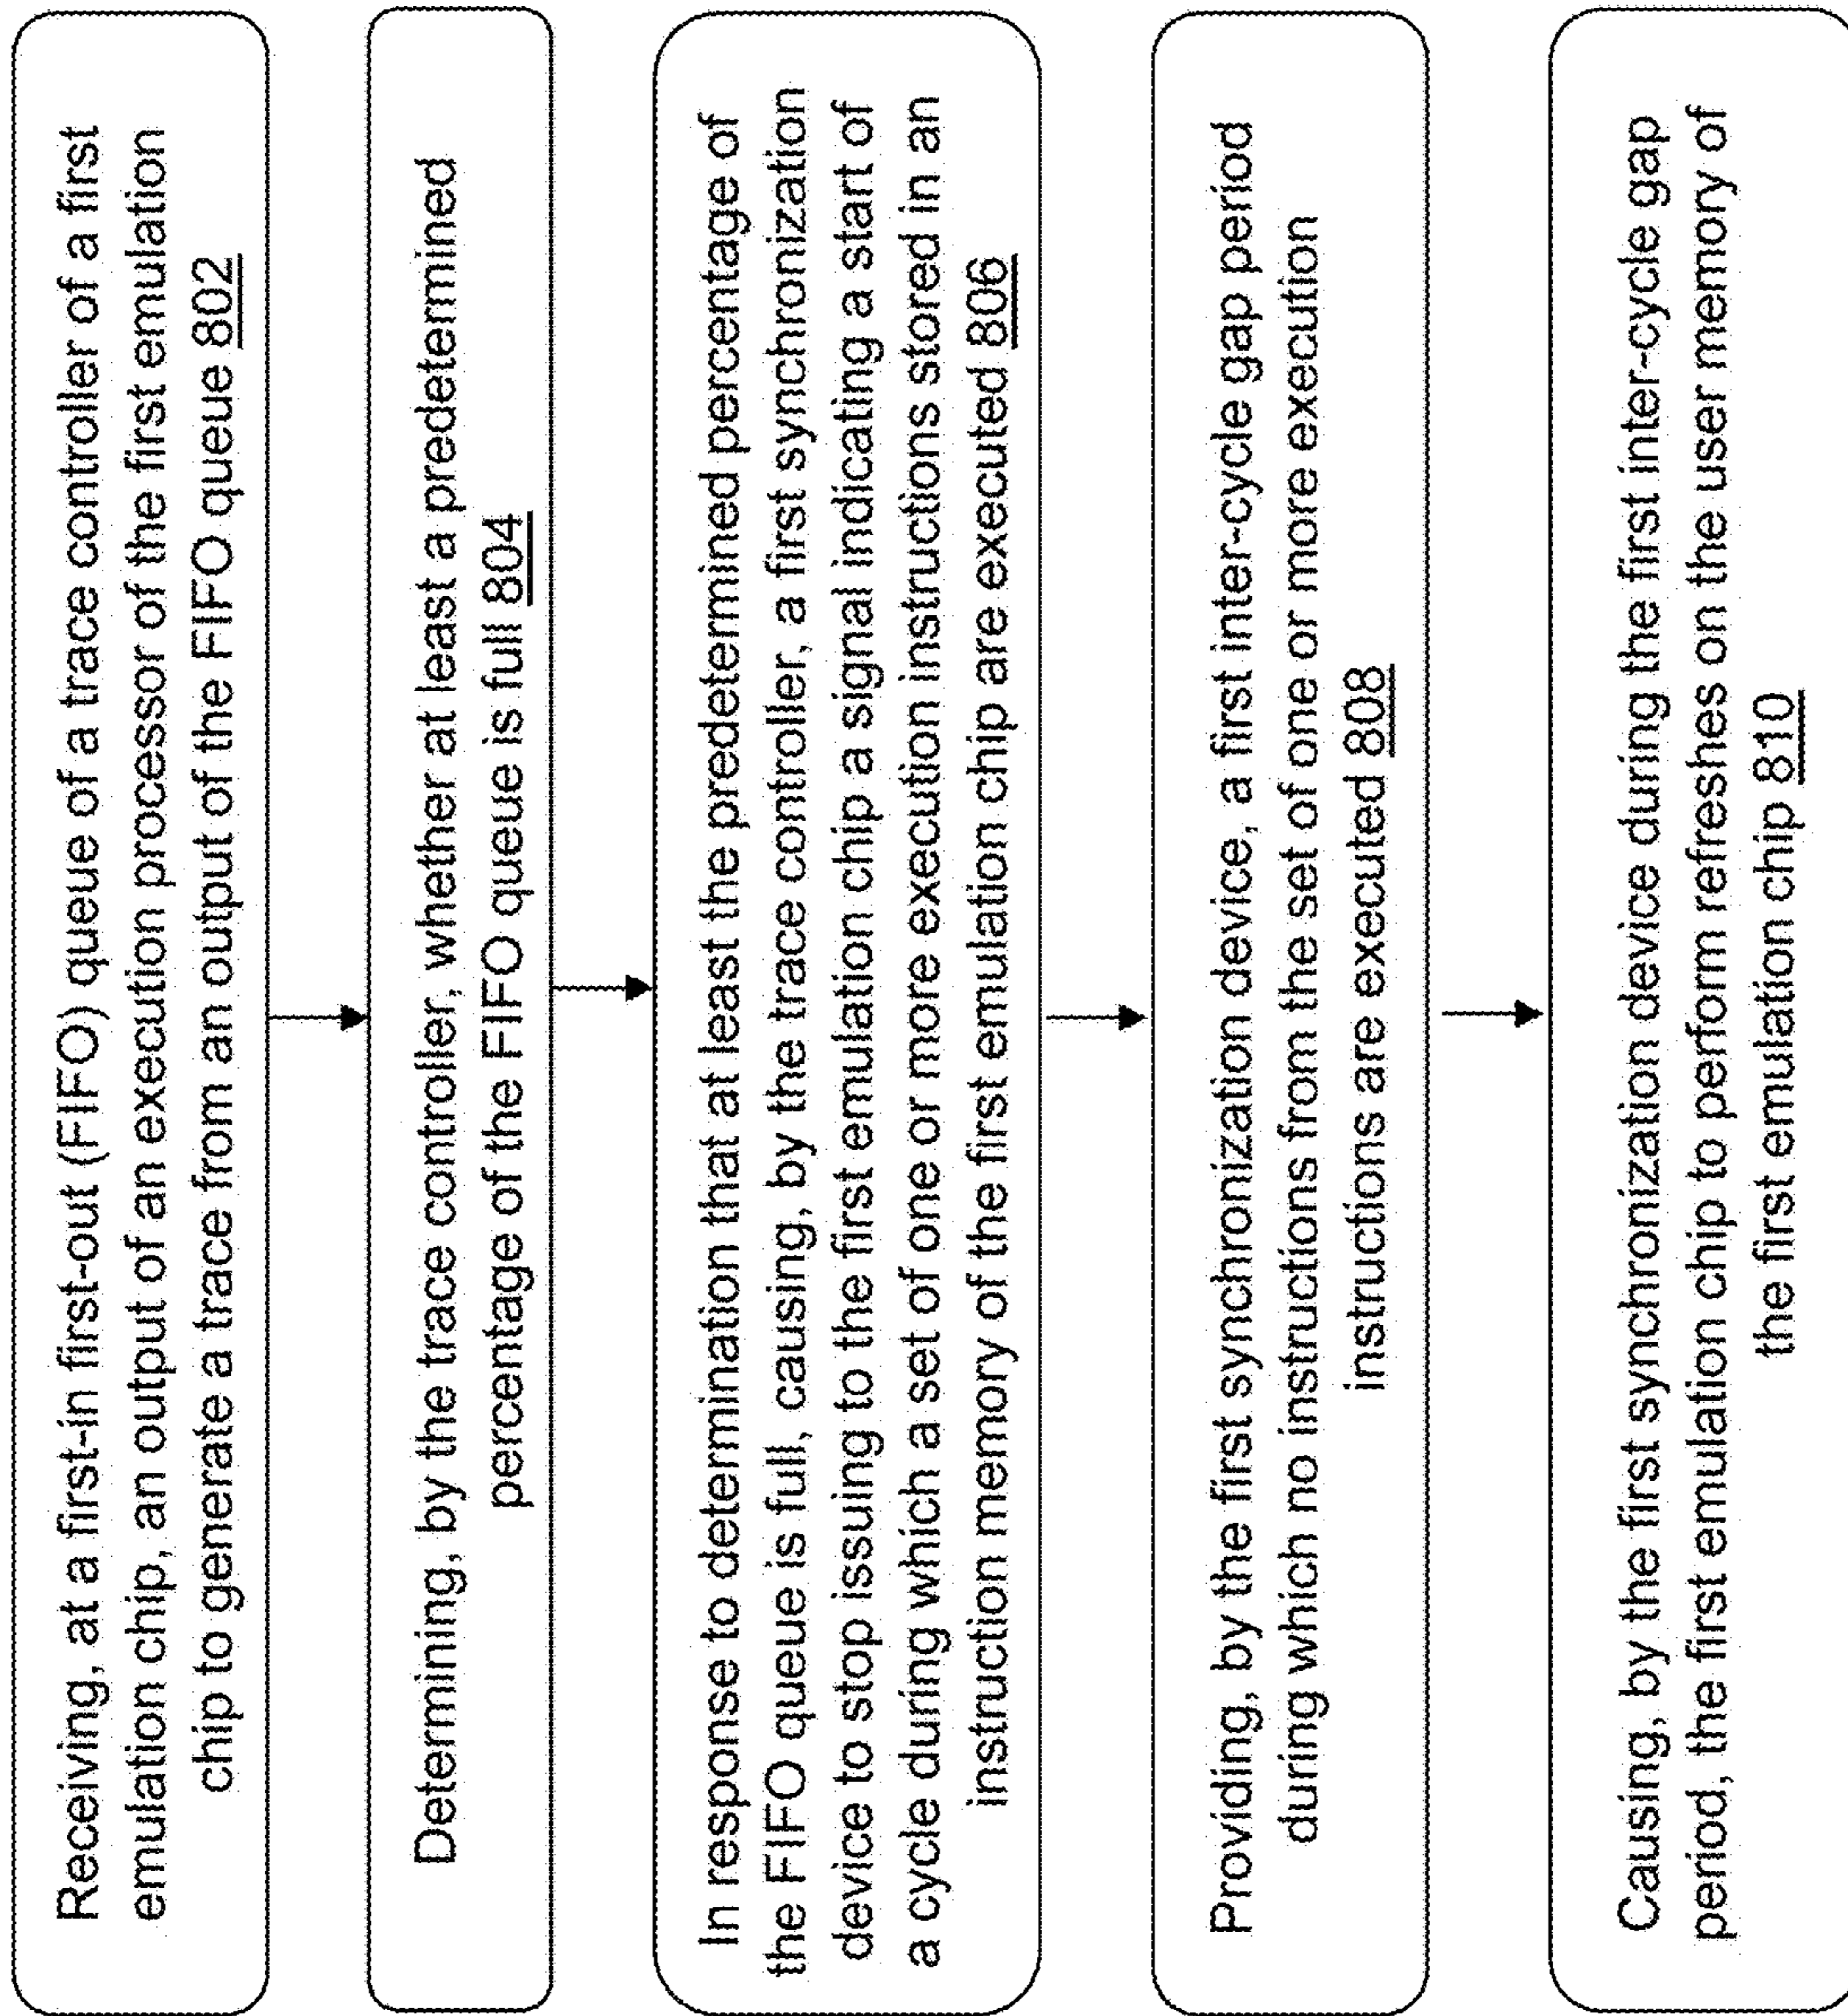 Receiving, at a first-in first-out (FIFO) queue of a trace controller of a first
emulation chip, an output of an execution processor of the first emulation
chip to generate a trace from an output of the FIFO queue 802
Determining, by the trace controller, whether at least a predetermined
percentage of the FIFO queue is full 804
In response to determination that at least the predetermined percentage of
the FIFO queue is full, causing, by the trace controller, a first synchronization
device to stop issuing to the first emulation chip a signal indicating a start of
a cycle during which a set of one or more execution instructions stored in an
instruction memory of the first emulation chip are executed 806
Providing, by the first synchronization device, a first inter-cycle gap period
during which no instructions from the set of one or more execution
instructions are executed 808
Causing, by the first synchronization device during the first inter-cycle gap
period, the first emulation chip to perform refreshes on the user memory of
the first emulation chip 810